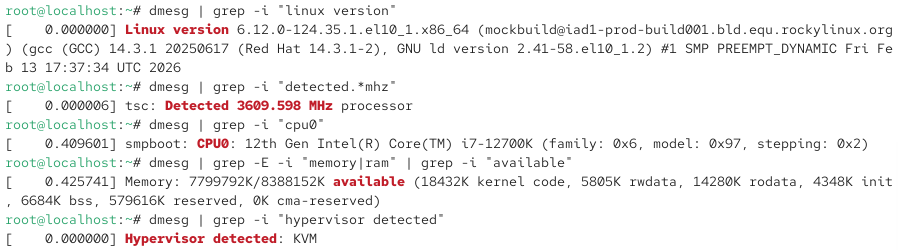 root@localhost:~# dmesg | grep -i "linux version"
[    0.000000] Linux version 6.12.0-124.35.1.el10_1.x86_64 (mockbuild@iad1-prod-build001.bld.equ.rockylinux.org
) (gcc (GCC) 14.3.1 20250617 (Red Hat 14.3.1-2), GNU ld version 2.41-58.el10_1.2) #1 SMP PREEMPT_DYNAMIC Fri Fe
b 13 17:37:34 UTC 2026
root@localhost:~# dmesg | grep -i "detected.*mhz"
[    0.000006] tsc: Detected 3609.598 MHz processor
root@localhost:~# dmesg | grep -i "cpu0"
[    0.409601] smpboot: CPU0: 12th Gen Intel(R) Core(TM) i7-12700K (family: 0x6, model: 0x97, stepping: 0x2)
root@localhost:~# dmesg | grep -E -i "memory|ram" | grep -i "available"
[    0.425741] Memory: 7799792K/8388152K available (18432K kernel code, 5805K rwdata, 14280K rodata, 4348K init
, 6684K bss, 579616K reserved, 0K cma-reserved)
root@localhost:~# dmesg | grep -i "hypervisor detected"
[    0.000000] Hypervisor detected: KVM